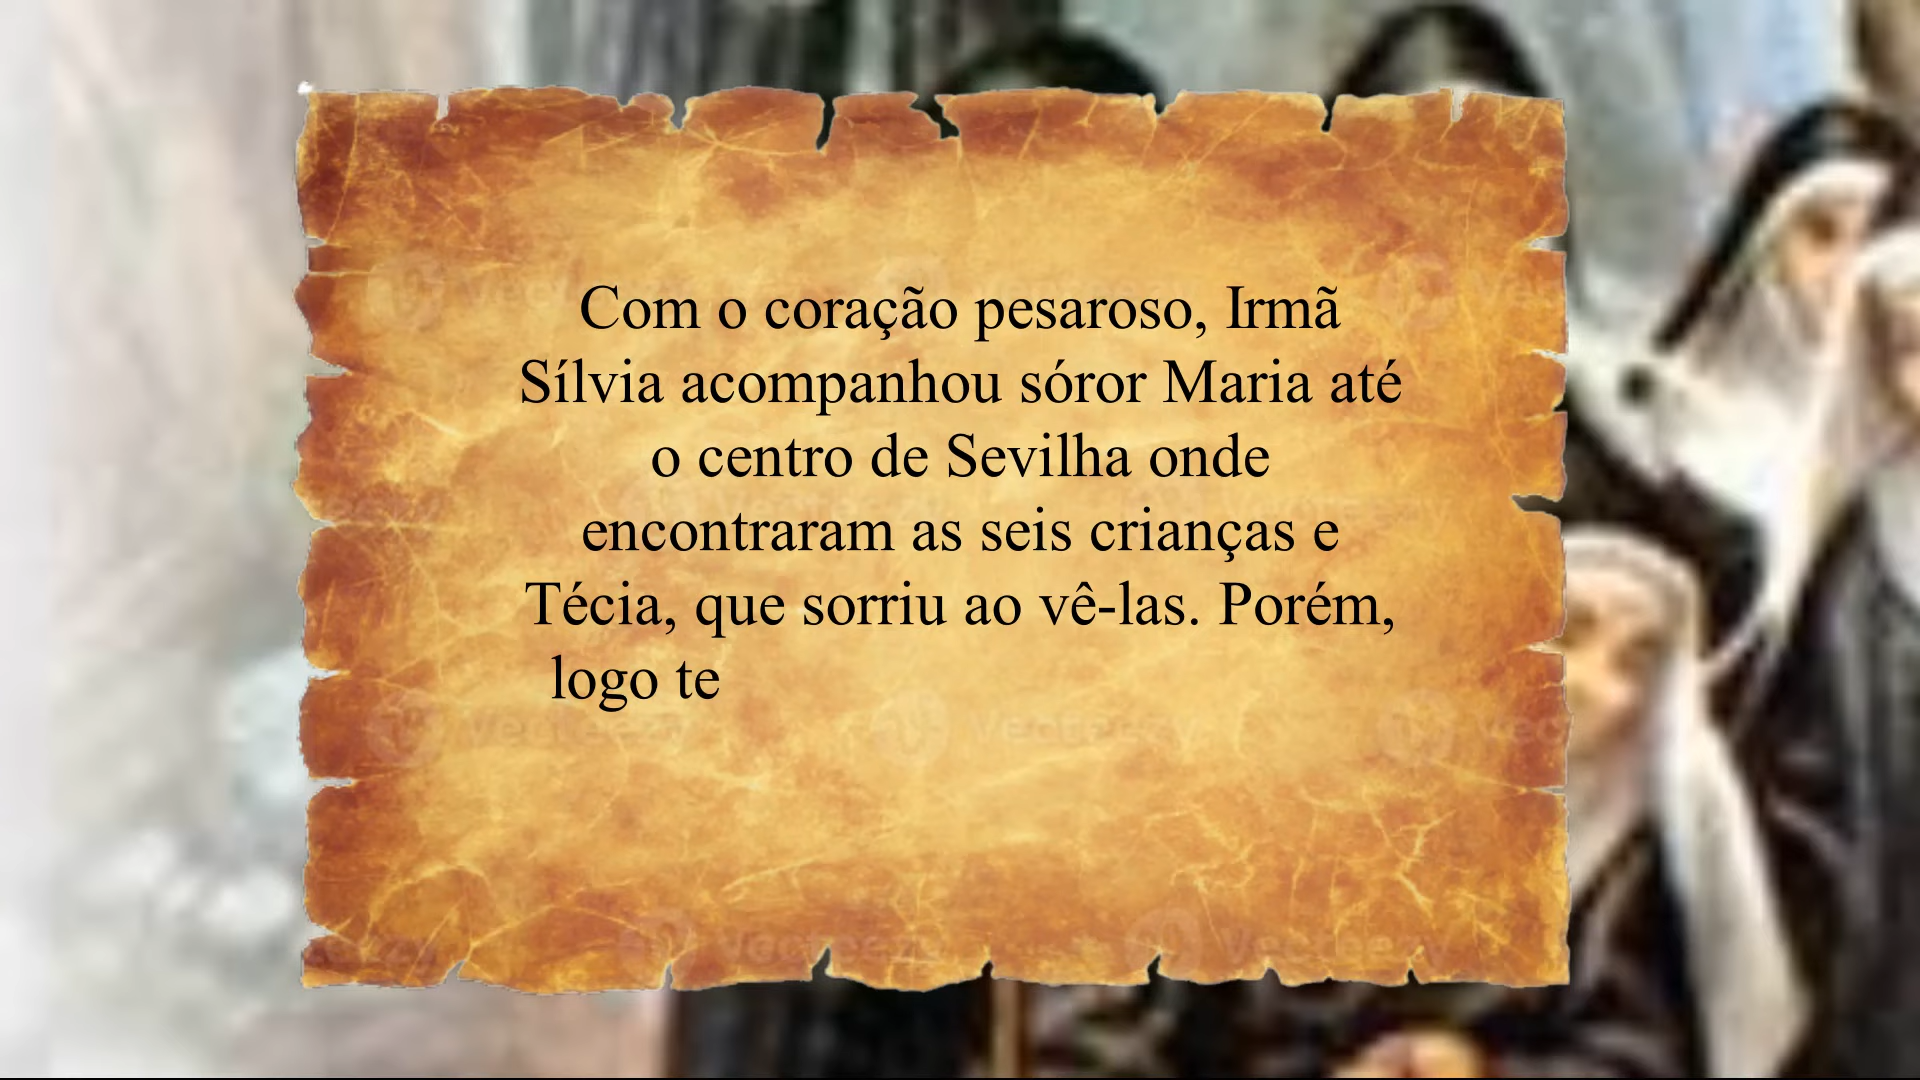 Com o coração pesaroso, Irmã
Sílvia acompanhou sóror Maria até
o centro de Sevilha onde
encontraram as seis crianças e
Técia, que sorriu ao vê-las. Porém,
logo te